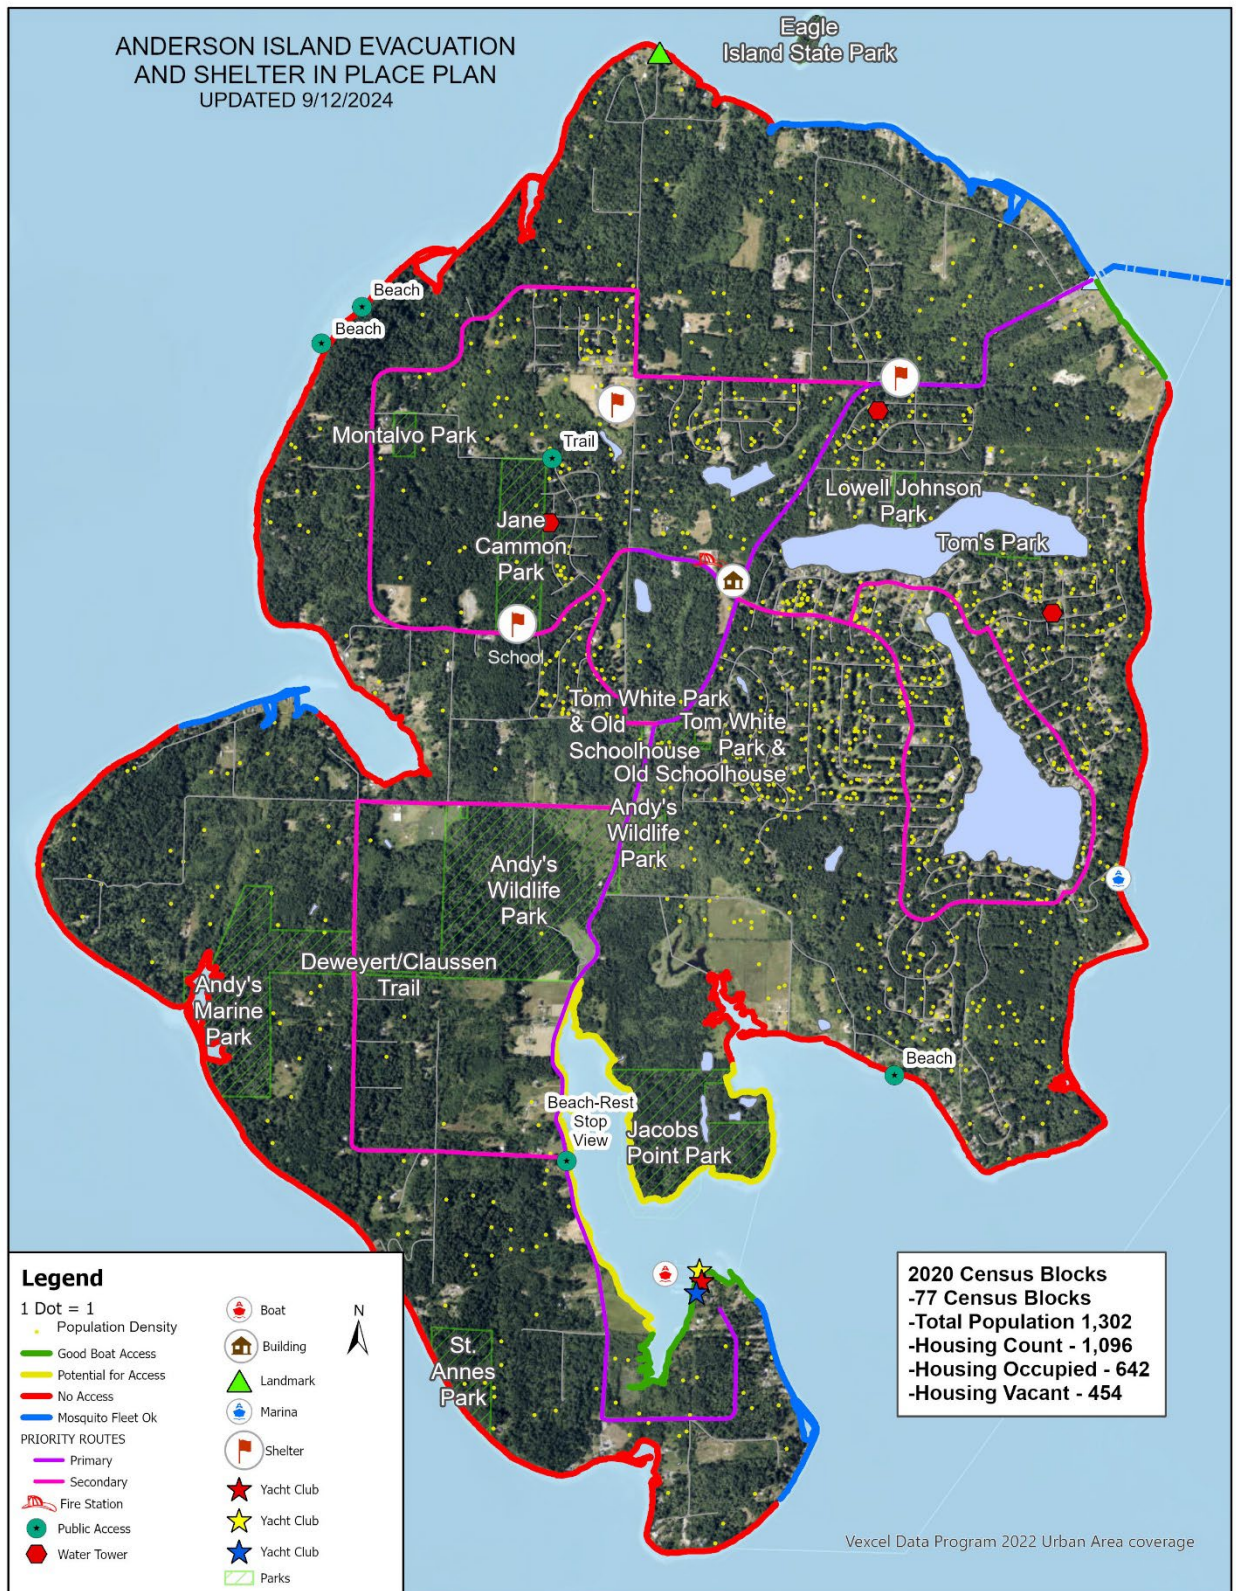 ANDERSON ISLAND EVACUATION
AND SHELTER IN PLACE PLAN
UPDATED 9/12/2024
Eagle
Island State Park
Beach
Beach
Montalvo Park
Trail
Lowell Johnson
Park
Jane
Cammon
Park
Tom's Park
School
Tom White Park
& Old
Schoolhouse
Tom White
Park &
Old Schoolhouse
Andy's
Wildlife
Park
Andy's
Wildlife
Park
Deweyert/Claussen
Trail
Andy's
Marine
Park
Beach
Beach-Rest
Stop
View
Jacobs
Point Park
St.
Annes
Park
Legend
1 Dot = 1
Population Density
Good Boat Access
Potential for Access
No Access
Mosquito Fleet Ok
PRIORITY ROUTES
Primary
Secondary
Fire Station
Public Access
Water Tower
Boat
Building
Landmark
Marina
Shelter
Yacht Club
Yacht Club
Yacht Club
Parks
N
2020 Census Blocks
-77 Census Blocks
-Total Population 1,302
-Housing Count - 1,096
-Housing Occupied - 642
-Housing Vacant - 454
Vexcel Data Program 2022 Urban Area coverage